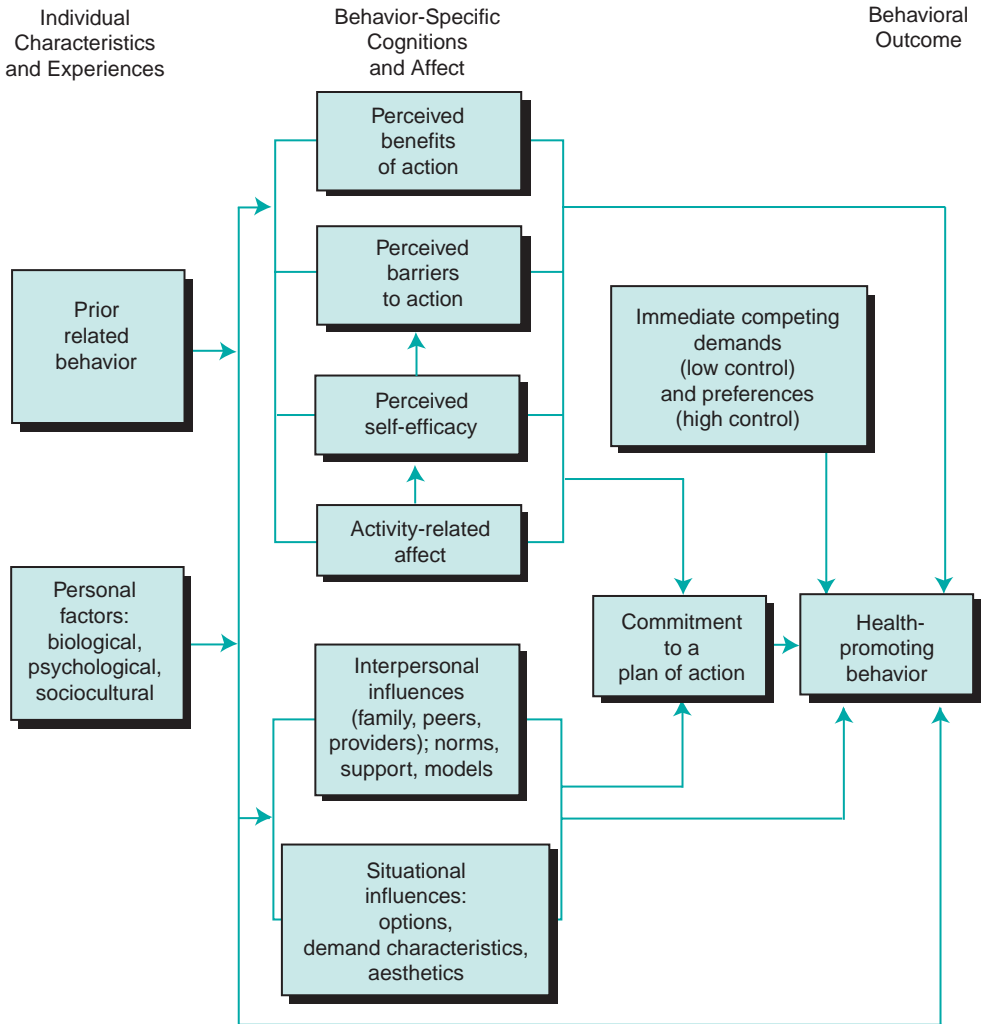 Individual
Characteristics
and Experiences
Behavior-Specific
Cognitions
and Affect
Behavioral
Outcome
Perceived
benefits
of action
Perceived
barriers
to action
Prior
related
behavior
Immediate competing
demands
(low control)
and preferences
(high control)
Perceived
self-efficacy
Activity-related
affect
Personal
factors:
biological,
psychological,
sociocultural
Commitment
to a
plan of action
Health-
promoting
behavior
Interpersonal
influences
(family, peers,
providers); norms,
support, models
Situational
influences:
options,
demand characteristics,
aesthetics